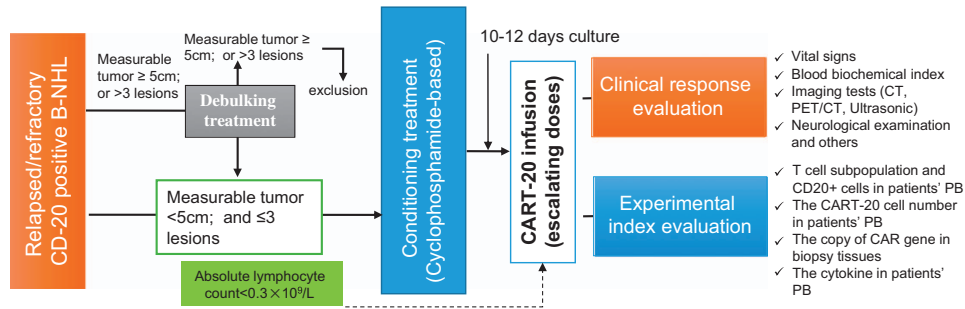 Relapsed/refractory
CD-20 positive B-NHL
Measurable
tumor ≥ 5cm;
or >3 lesions
Measurable tumor ≥
5cm; or >3 lesions
exclusion
Debulking
treatment
Measurable tumor
<5cm; and ≤3
lesions
Absolute lymphocyte
count<0.3×10⁹/L
Conditioning treatment
(Cyclophosphamide-based)
10-12 days culture
CART-20 infusion
(escalating doses)
Clinical response
evaluation
✓ Vital signs
✓ Blood biochemical index
✓ Imaging tests (CT,
PET/CT, Ultrasonic)
✓ Neurological examination
and others
Experimental
index evaluation
✓ T cell subpopulation and
CD20+ cells in patients' PB
✓ The CART-20 cell number
in patients' PB
✓ The copy of CAR gene in
biopsy tissues
✓ The cytokine in patients'
PB